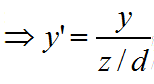 ⇒ y' = y / (z / d)